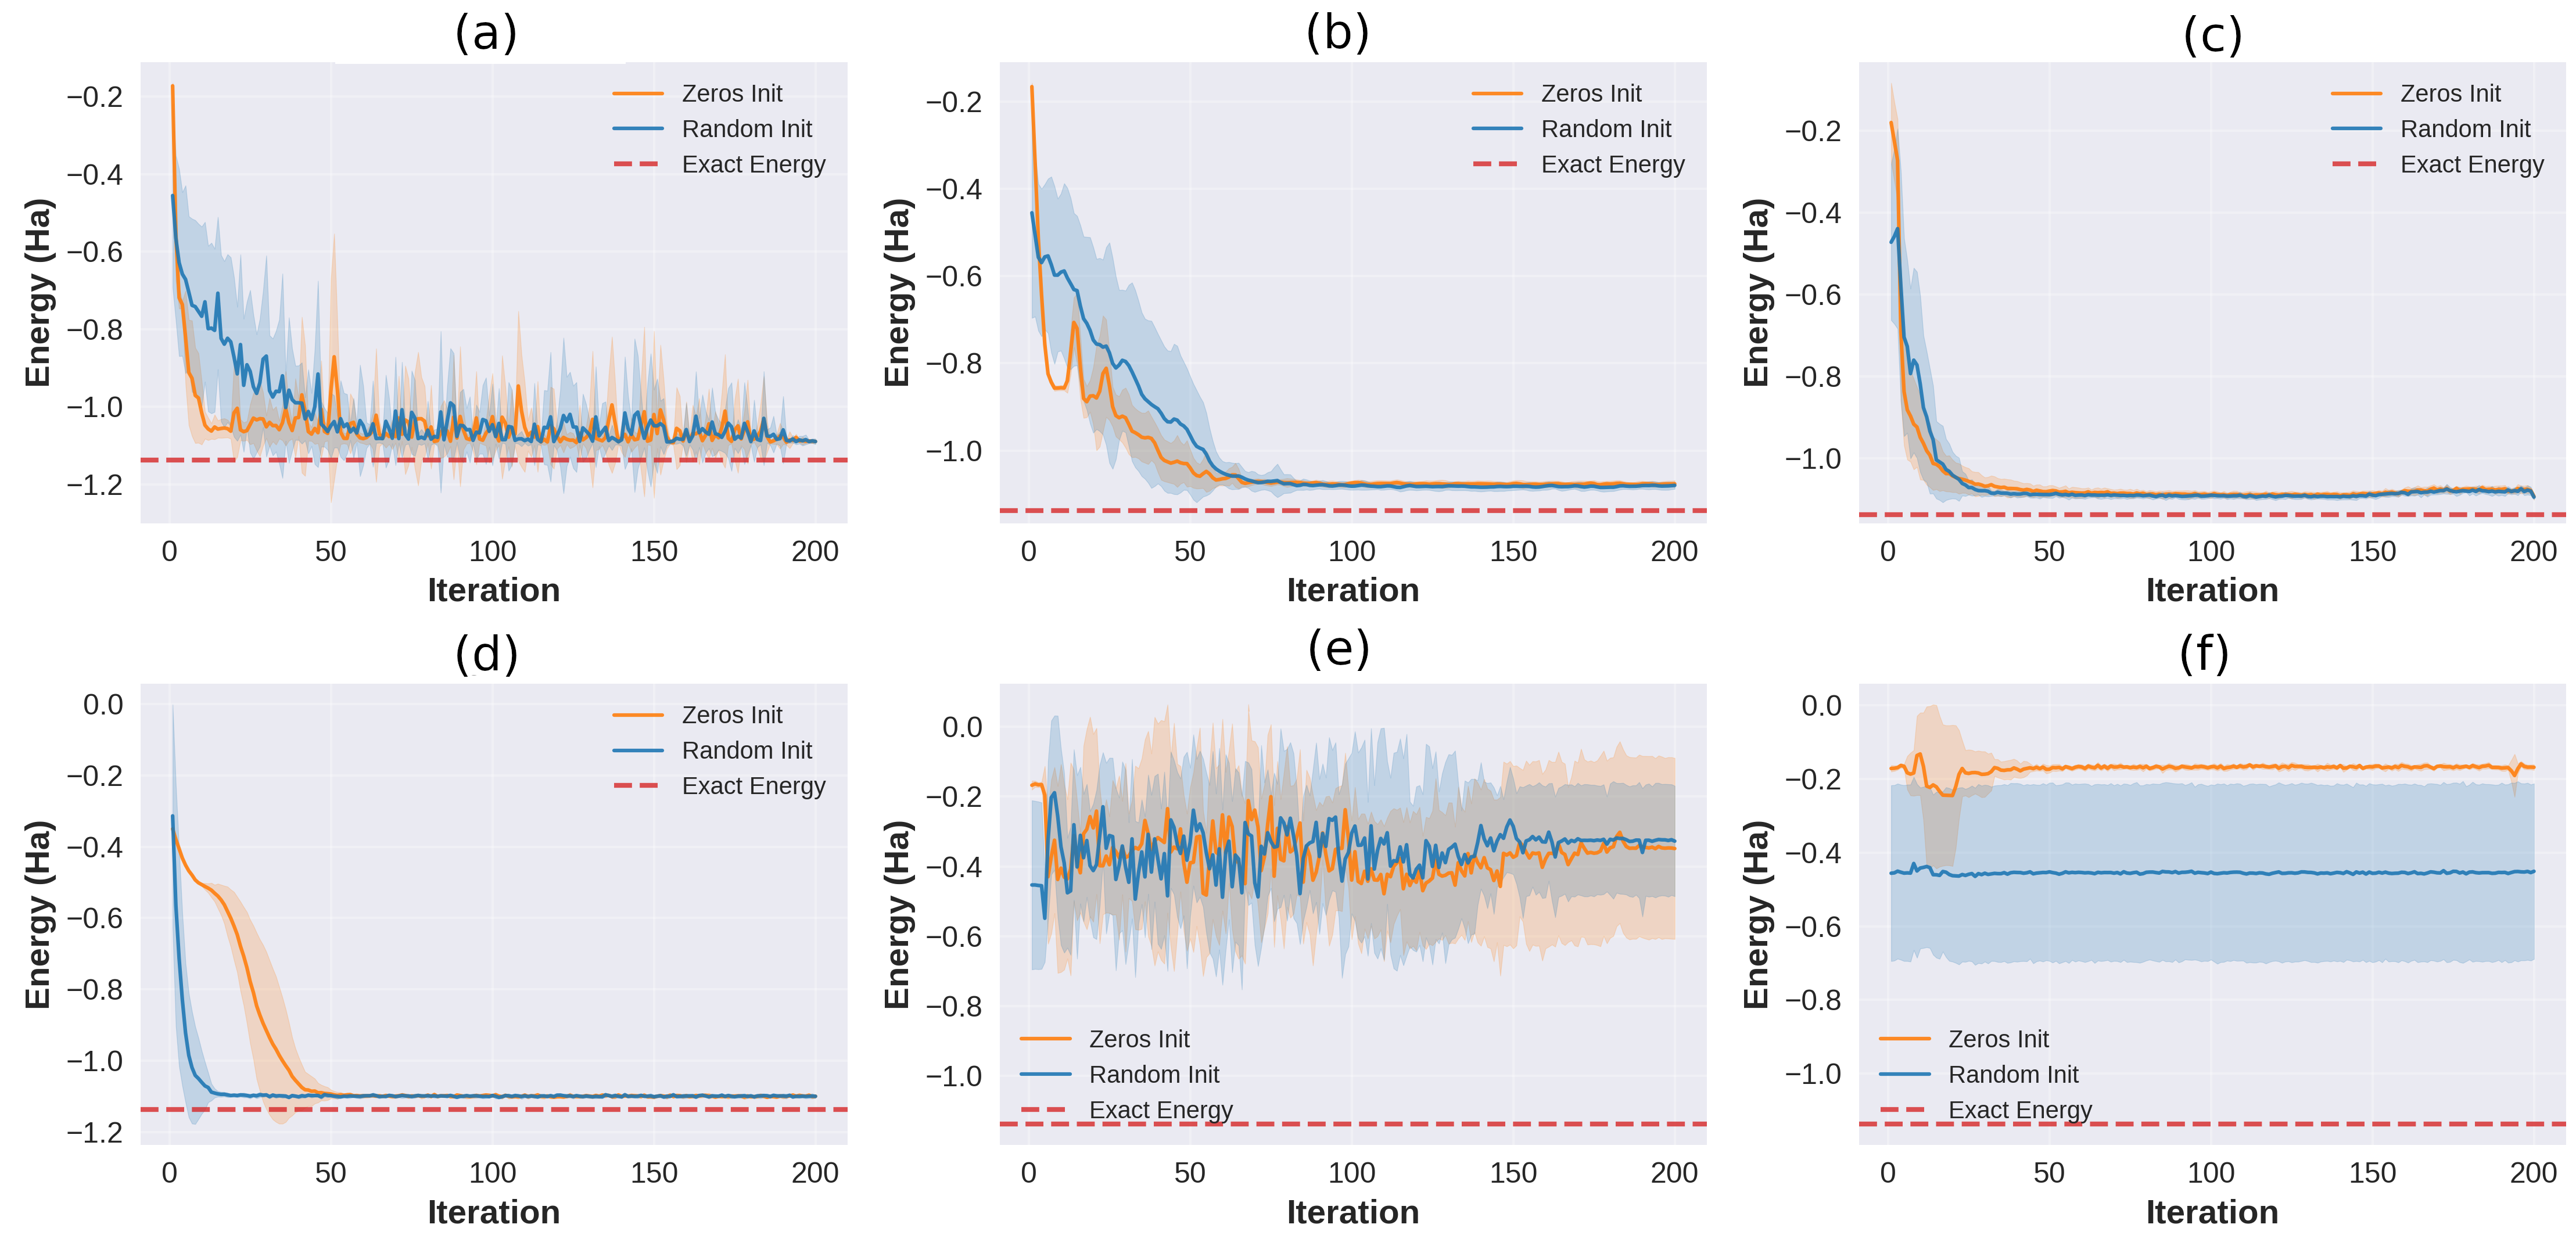 (a)
Energy (Ha)
−0.2
−0.4
−0.6
−0.8
−1.0
−1.2
Zeros Init
Random Init
Exact Energy
0 50 100 150 200
Iteration
(b)
Energy (Ha)
−0.2
−0.4
−0.6
−0.8
−1.0
Zeros Init
Random Init
Exact Energy
0 50 100 150 200
Iteration
(c)
Energy (Ha)
−0.2
−0.4
−0.6
−0.8
−1.0
Zeros Init
Random Init
Exact Energy
0 50 100 150 200
Iteration
(d)
Energy (Ha)
0.0
−0.2
−0.4
−0.6
−0.8
−1.0
−1.2
Zeros Init
Random Init
Exact Energy
0 50 100 150 200
Iteration
(e)
Energy (Ha)
0.0
−0.2
−0.4
−0.6
−0.8
−1.0
Zeros Init
Random Init
Exact Energy
0 50 100 150 200
Iteration
(f)
Energy (Ha)
0.0
−0.2
−0.4
−0.6
−0.8
−1.0
Zeros Init
Random Init
Exact Energy
0 50 100 150 200
Iteration